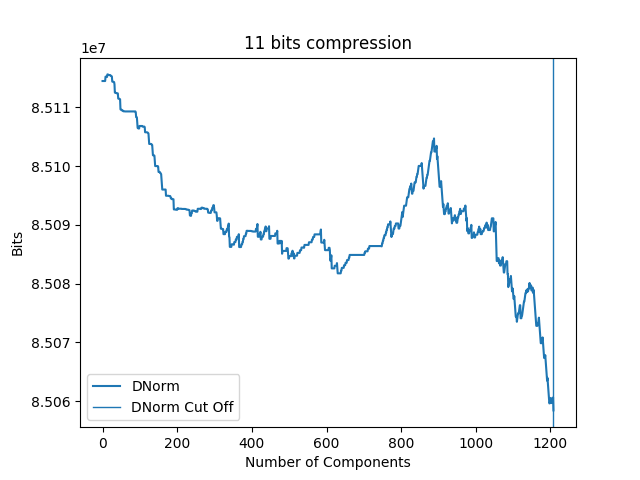 11 bits compression
1e7
8.511
8.510
8.509
8.508
8.507
8.506
Bits
DNorm
DNorm Cut Off
0 200 400 600 800 1000 1200
Number of Components